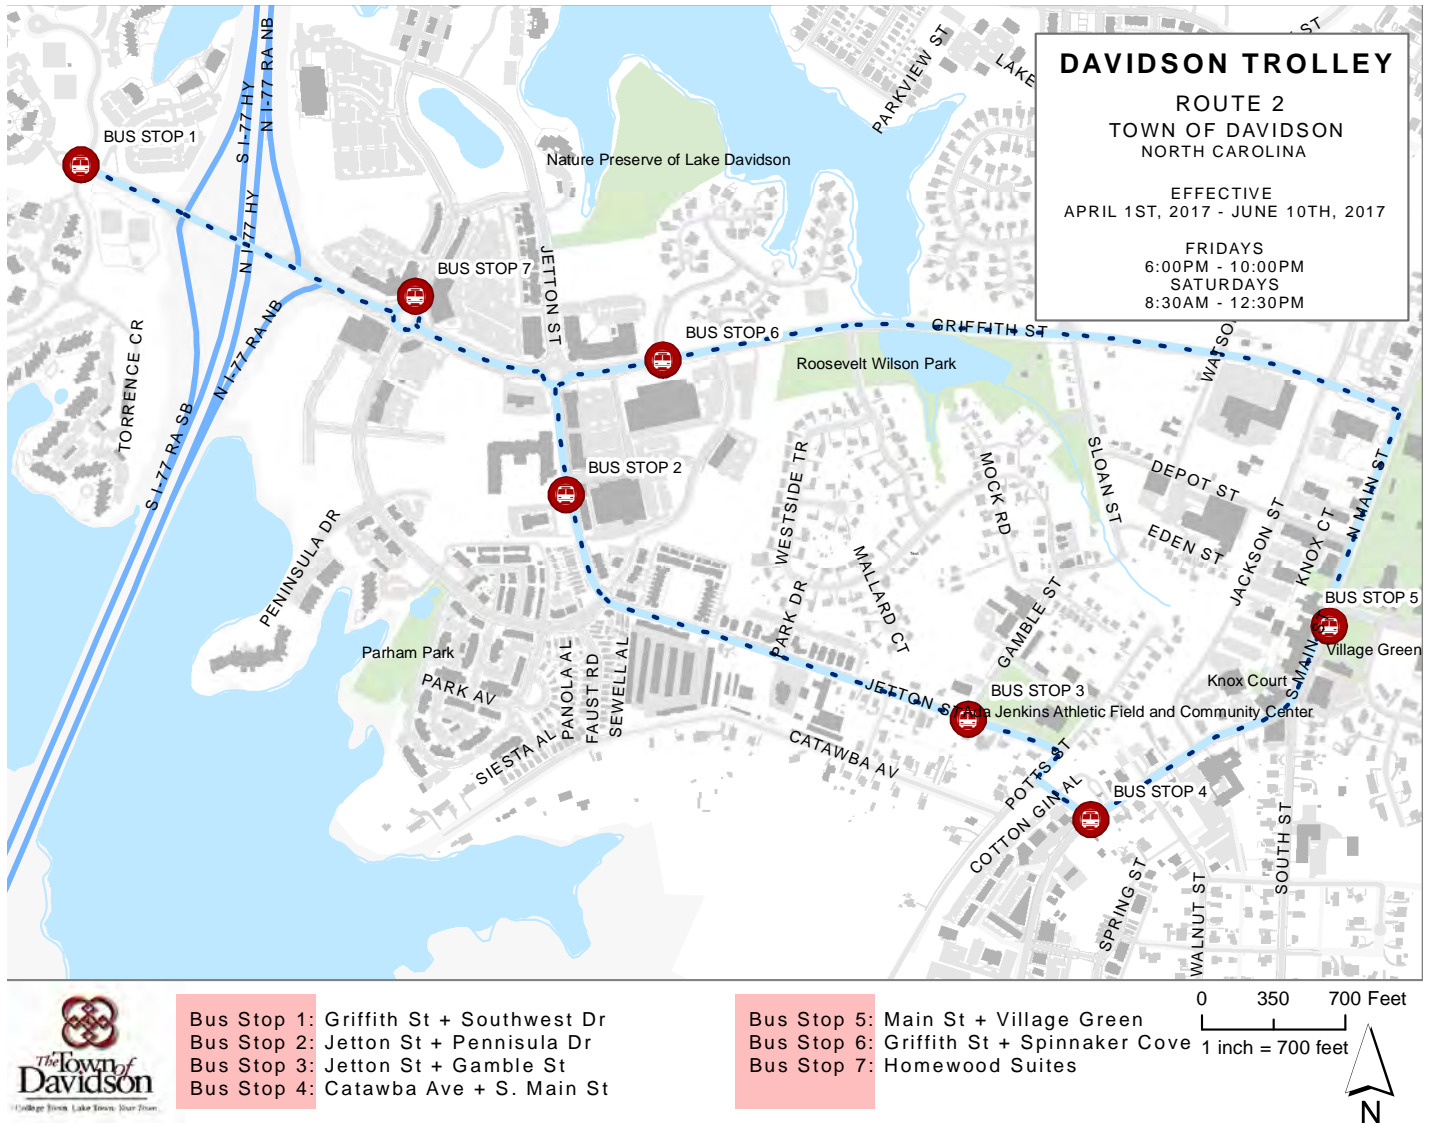 DAVIDSON TROLLEY
ROUTE 2
TOWN OF DAVIDSON
NORTH CAROLINA
EFFECTIVE
APRIL 1ST, 2017 - JUNE 10TH, 2017
FRIDAYS
6:00PM - 10:00PM
SATURDAYS
8:30AM - 12:30PM
PARKVIEW ST
LAKE
ST
S I-77 HY
N I-77 RA NB
N I-77 HY
BUS STOP 1
Nature Preserve of Lake Davidson
BUS STOP 7
JETTON ST
BUS STOP 6
GRIFFITH ST
Roosevelt Wilson Park
WATSO
TORRENCE CR
N I-77 RA NB
S I-77 RA SB
BUS STOP 2
WESTSIDE TR
MOCK RD
SLOAN ST
DEPOT ST
EDEN ST
JACKSON ST
KNOX CT
N MAIN ST
PENINSULA DR
MALLARD CT
PARK DR
GAMBLE ST
BUS STOP 5
Village Green
S MAIN ST
Knox Court
Parham Park
PARK AV
PANOLA AL
FAUST RD
SEWELL AL
SIESTA AL
JETTON ST
BUS STOP 3
Ada Jenkins Athletic Field and Community Center
CATAWBA AV
POTTS ST
COTTON GIN AL
BUS STOP 4
SPRING ST
WALNUT ST
SOUTH ST
The Town of
Davidson
College Town. Lake Town. Your Town.
Bus Stop 1: Griffith St + Southwest Dr
Bus Stop 2: Jetton St + Pennisula Dr
Bus Stop 3: Jetton St + Gamble St
Bus Stop 4: Catawba Ave + S. Main St
Bus Stop 5: Main St + Village Green
Bus Stop 6: Griffith St + Spinnaker Cove
Bus Stop 7: Homewood Suites
0 350 700 Feet
1 inch = 700 feet
N